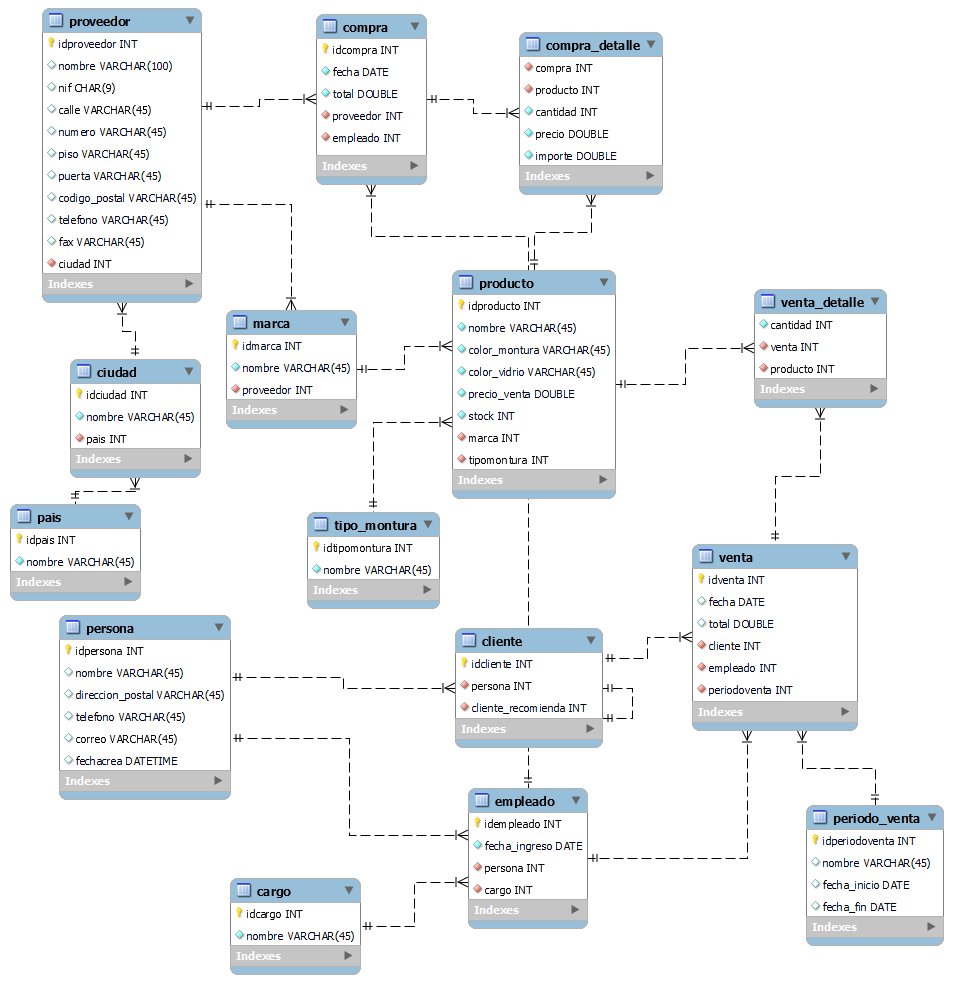 proveedor
idproveedor INT
nombre VARCHAR(100)
nif CHAR(9)
calle VARCHAR(45)
numero VARCHAR(45)
piso VARCHAR(45)
puerta VARCHAR(45)
codigo_postal VARCHAR(45)
telefono VARCHAR(45)
fax VARCHAR(45)
ciudad INT
Indexes
compra
idcompra INT
fecha DATE
total DOUBLE
proveedor INT
empleado INT
Indexes
compra_detalle
compra INT
producto INT
cantidad INT
precio DOUBLE
importe DOUBLE
Indexes
producto
idproducto INT
nombre VARCHAR(45)
color_montura VARCHAR(45)
color_vidrio VARCHAR(45)
precio_venta DOUBLE
stock INT
marca INT
tipomontura INT
Indexes
venta_detalle
cantidad INT
venta INT
producto INT
Indexes
marca
idmarca INT
nombre VARCHAR(45)
proveedor INT
Indexes
ciudad
idciudad INT
nombre VARCHAR(45)
pais INT
Indexes
pais
idpais INT
nombre VARCHAR(45)
Indexes
tipo_montura
idtipomontura INT
nombre VARCHAR(45)
Indexes
venta
idventa INT
fecha DATE
total DOUBLE
cliente INT
empleado INT
periodoventa INT
Indexes
persona
idpersona INT
nombre VARCHAR(45)
direccion_postal VARCHAR(45)
telefono VARCHAR(45)
correo VARCHAR(45)
fechacrea DATETIME
Indexes
cliente
idcliente INT
persona INT
cliente_recomienda INT
Indexes
empleado
idempleado INT
fecha_ingreso DATE
persona INT
cargo INT
Indexes
periodo_venta
idperiodoventa INT
nombre VARCHAR(45)
fecha_inicio DATE
fecha_fin DATE
Indexes
cargo
idcargo INT
nombre VARCHAR(45)
Indexes